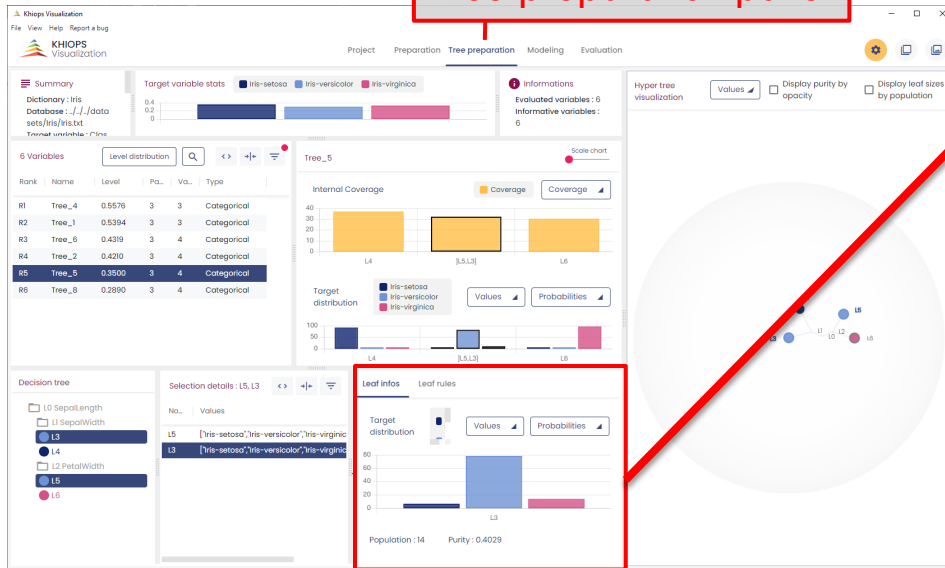 Tree preparation panel
Khiops Visualization
File View Help Report a bug
KHIOPS
Visualization
Project Preparation Tree preparation Modeling Evaluation
Summary
Dictionary : Iris
Database : ../../data
sets/Iris/Iris.txt
Target variable : Clas
Target variable stats Iris-setosa Iris-versicolor Iris-virginica
0.4
0.2
0
Informations
Evaluated variables : 6
Informative variables :
6
Hyper tree
visualization
Values
Display purity by
opacity
Display leaf sizes
by population
6 Variables Level distribution
Rank Name Level Pa... Va... Type
R1 Tree_4 0.5576 3 3 Categorical
R2 Tree_1 0.5394 3 3 Categorical
R3 Tree_6 0.4319 3 4 Categorical
R4 Tree_2 0.4210 3 4 Categorical
R5 Tree_5 0.3500 3 4 Categorical
R6 Tree_8 0.2890 3 4 Categorical
Tree_5
Scale chart
Internal Coverage Coverage Coverage
40
30
20
10
0
L4 ]L5,L3[ L6
Target
distribution
Iris-setosa
Iris-versicolor
Iris-virginica
Values Probabilities
100
50
0
L4 ]L5,L3[ L6
L5
L3 L1 L0 L2 L6
Decision tree
L0 SepalLength
L1 SepalWidth
L3
L4
L2 PetalWidth
L5
L6
Selection details : L5, L3
No... Values
L5 ["Iris-setosa","Iris-versicolor","Iris-virginic
L3 ["Iris-setosa","Iris-versicolor","Iris-virginic
Leaf infos Leaf rules
Target
distribution
Values Probabilities
80
60
40
20
0
L3
Population : 14 Purity : 0.4029